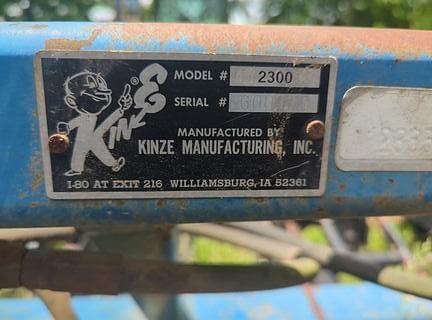 KINZE ®
MODEL # 2300
SERIAL #
MANUFACTURED BY
KINZE MANUFACTURING, INC.
I-80 AT EXIT 216 WILLIAMSBURG, IA 52361